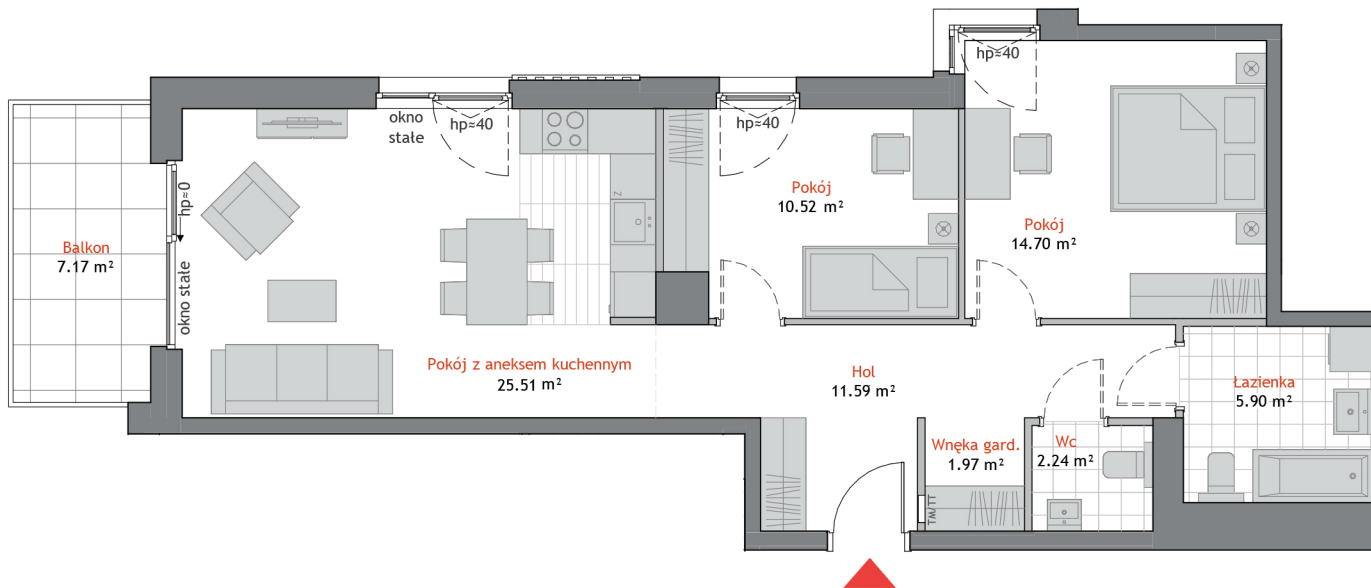 hp≈40
okno
stałe
hp≈40
hp≈40
Pokój
10.52 m²
Pokój
14.70 m²
Z
hp≈0
Balkon
7.17 m²
okno stałe
Pokój z aneksem kuchennym
25.51 m²
Hol
11.59 m²
Łazienka
5.90 m²
Wnęka gard.
1.97 m²
Wc
2.24 m²
TM/TT